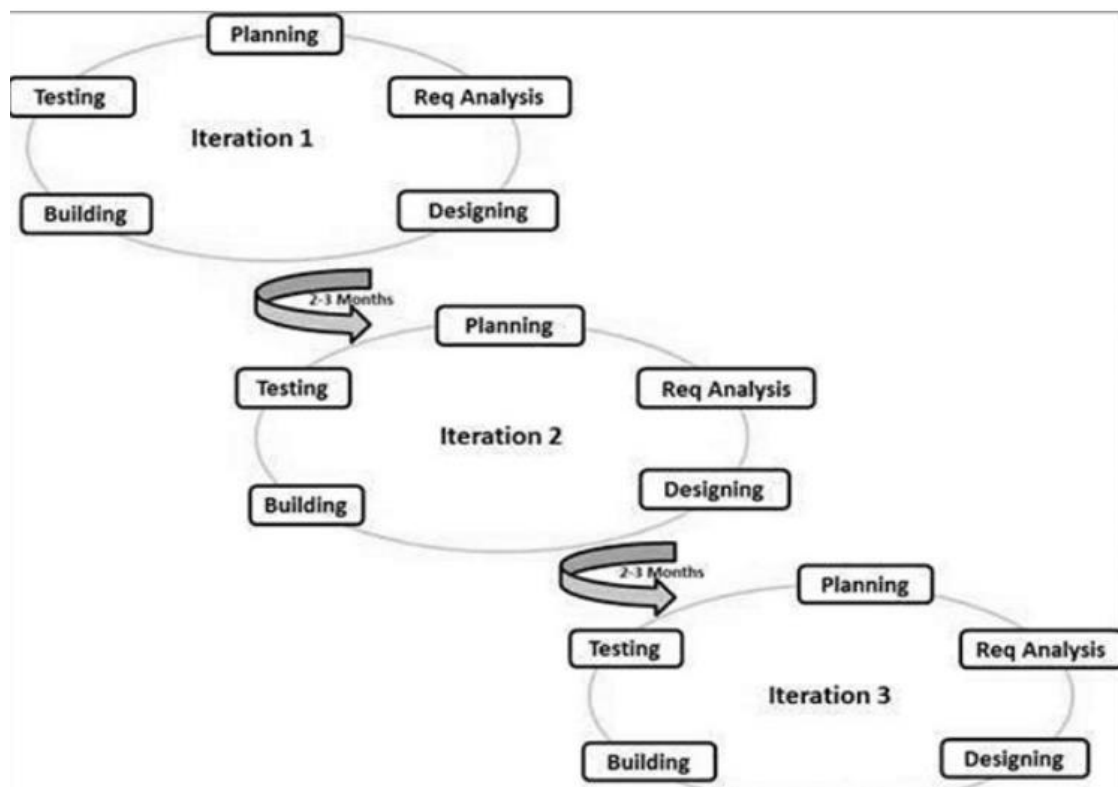 Planning
Testing
Req Analysis
Iteration 1
Building
Designing
2-3 Months
Planning
Testing
Req Analysis
Iteration 2
Building
Designing
2-3 Months
Planning
Testing
Req Analysis
Iteration 3
Building
Designing